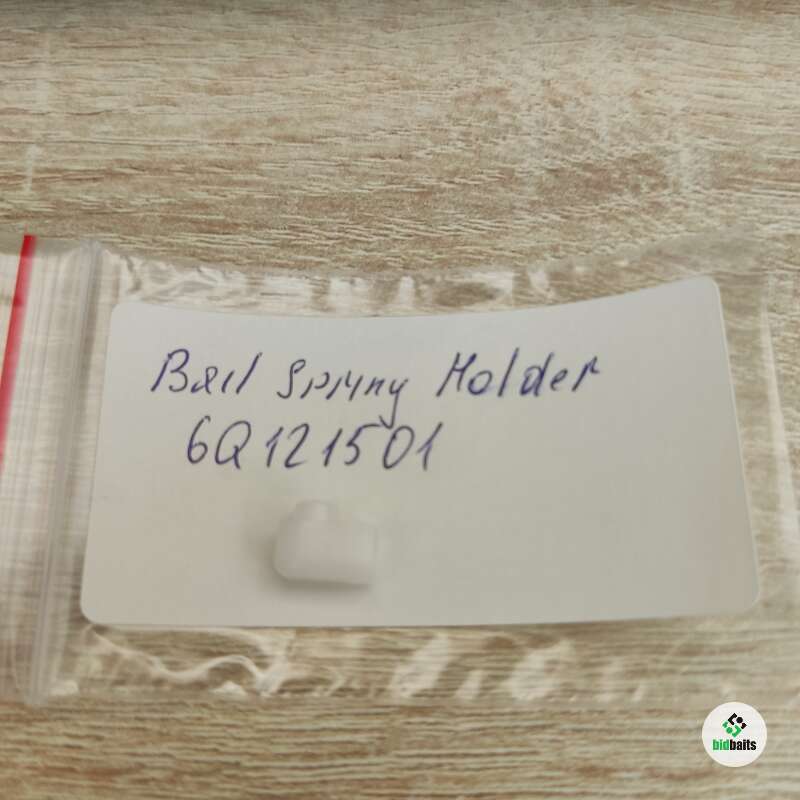 Bail Spring Holder
6Q121501
bidbaits